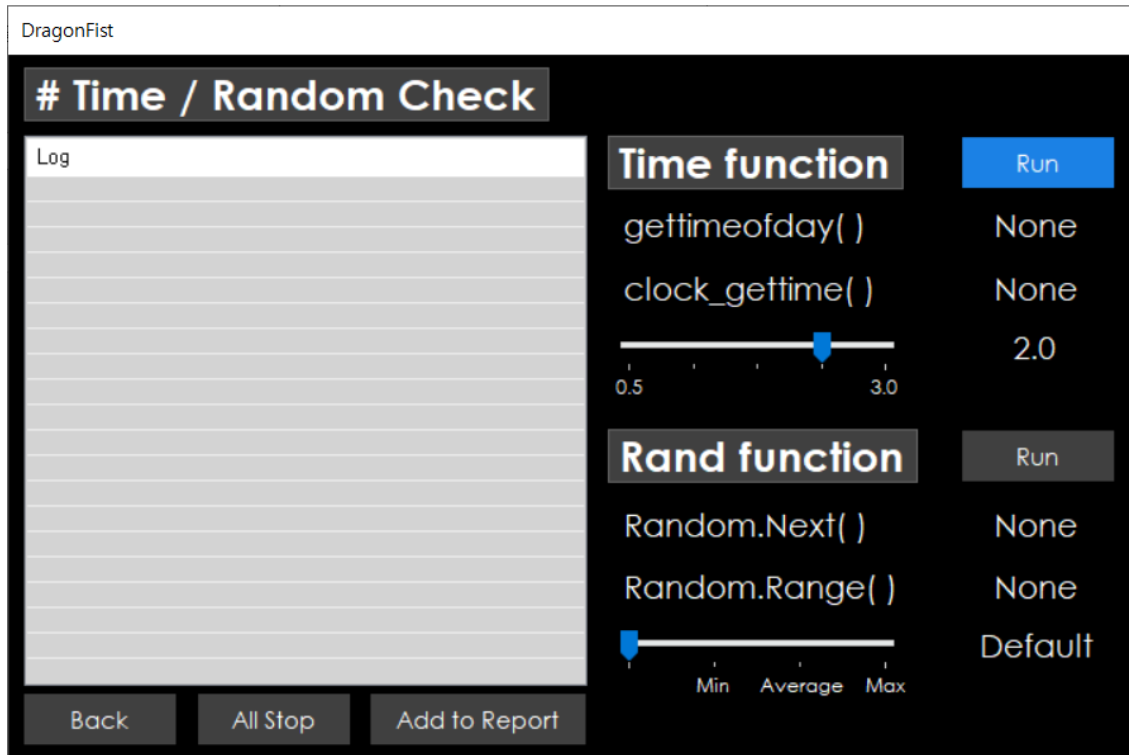 DragonFist
# Time / Random Check
Log
Time function
Run
gettimeofday( )
None
clock_gettime( )
None
2.0
0.5
3.0
Rand function
Run
Random.Next( )
None
Random.Range( )
None
Default
Min Average Max
Back
All Stop
Add to Report